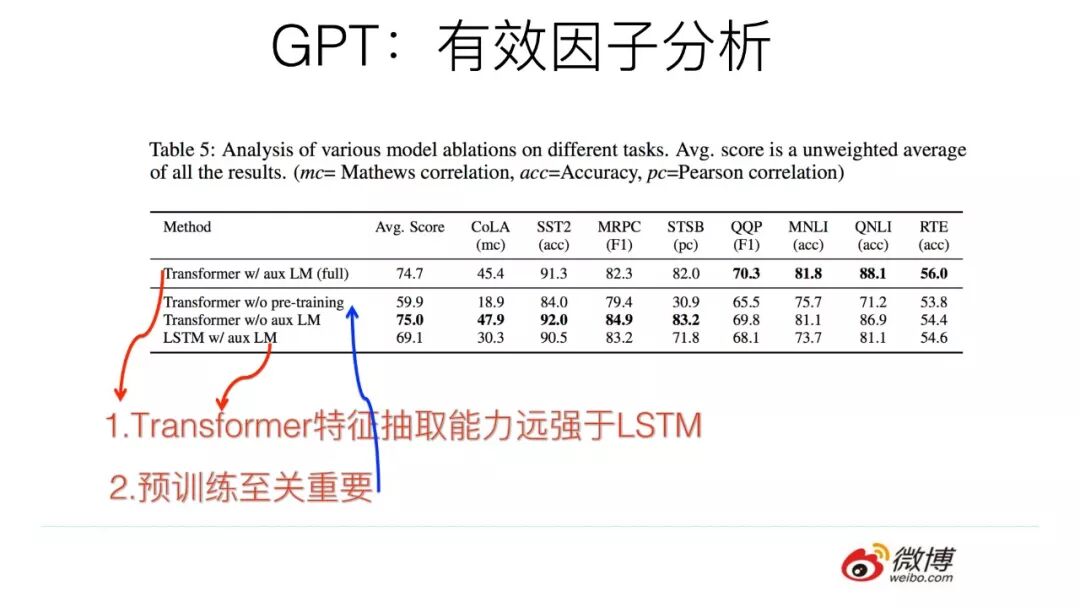 GPT：有效因子分析
Table 5: Analysis of various model ablations on different tasks. Avg. score is a unweighted average
of all the results. (mc= Mathews correlation, acc=Accuracy, pc=Pearson correlation)
Method Avg. Score CoLA SST2 MRPC STSB QQP MNLI QNLI RTE
(mc) (acc) (F1) (pc) (F1) (acc) (acc) (acc)
Transformer w/ aux LM (full) 74.7 45.4 91.3 82.3 82.0 70.3 81.8 88.1 56.0
Transformer w/o pre-training 59.9 18.9 84.0 79.4 30.9 65.5 75.7 71.2 53.8
Transformer w/o aux LM 75.0 47.9 92.0 84.9 83.2 69.8 81.1 86.9 54.4
LSTM w/ aux LM 69.1 30.3 90.5 83.2 71.8 68.1 73.7 81.1 54.6
1.Transformer特征抽取能力远强于LSTM
2.预训练至关重要
微博
weibo.com